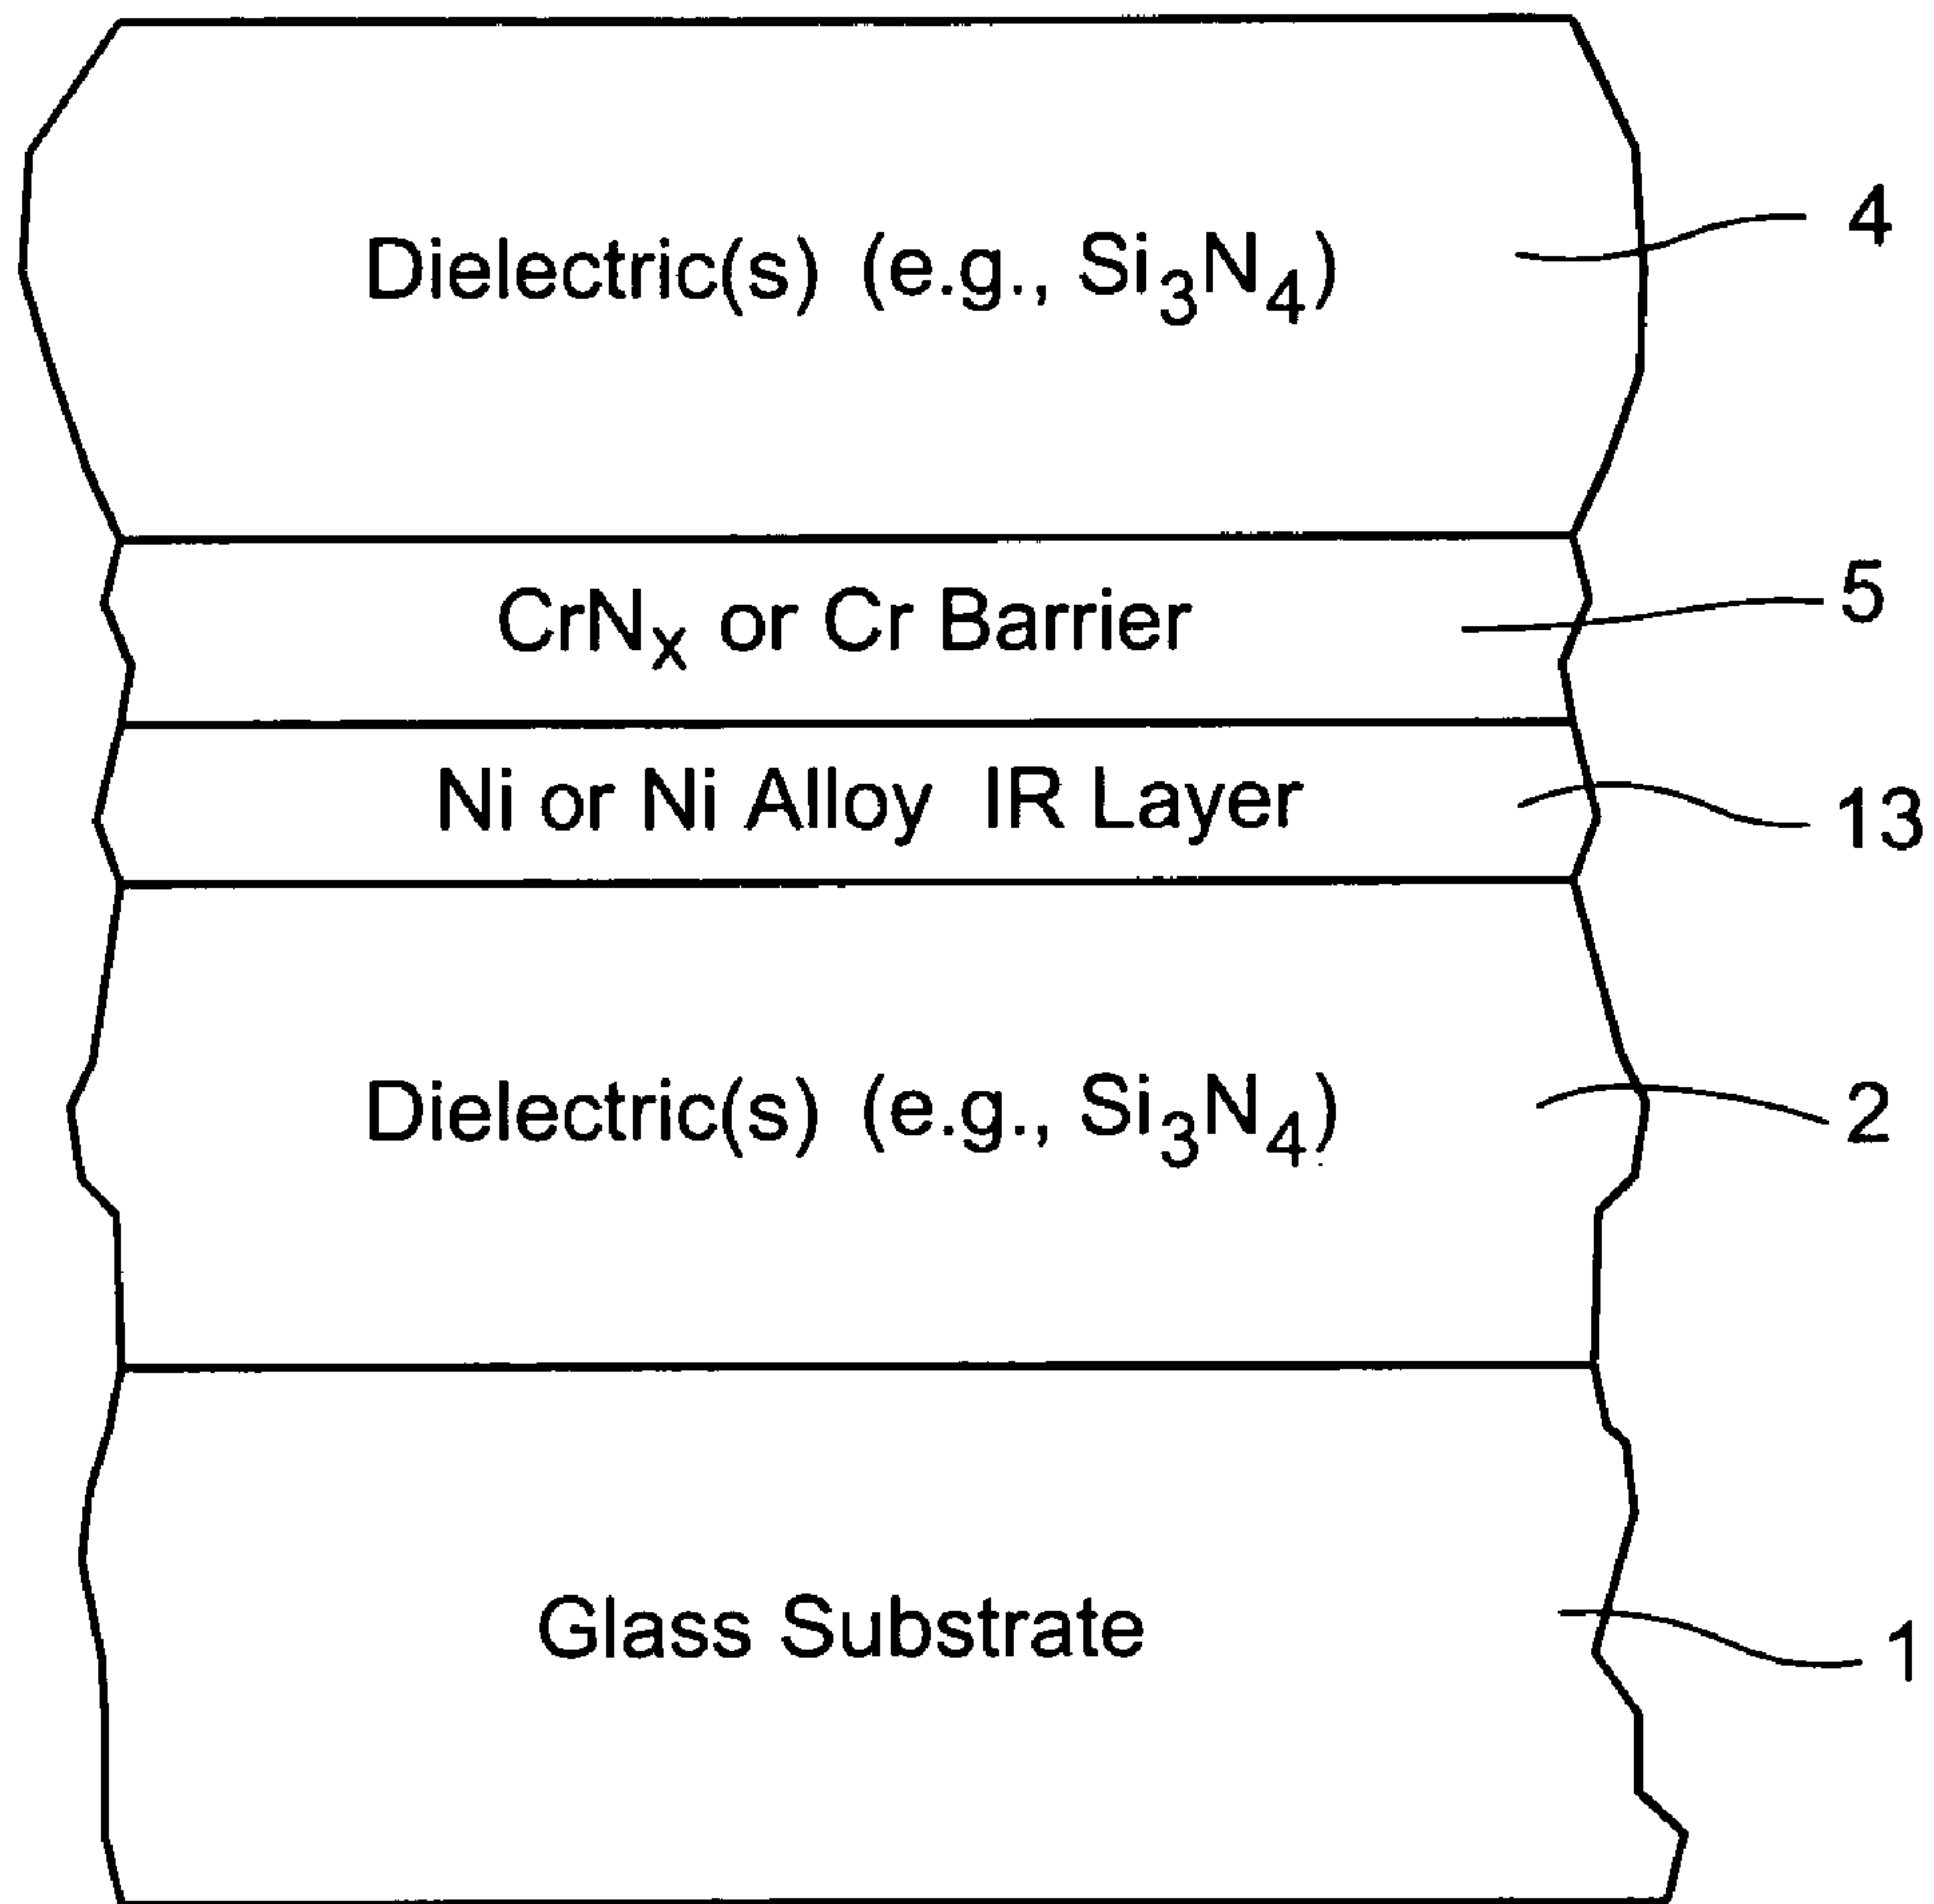 Dielectric(s) (e.g., Si₃N₄)
4
CrNₓ or Cr Barrier
5
Ni or Ni Alloy IR Layer
13
Dielectric(s) (e.g., Si₃N₄)
2
Glass Substrate
1